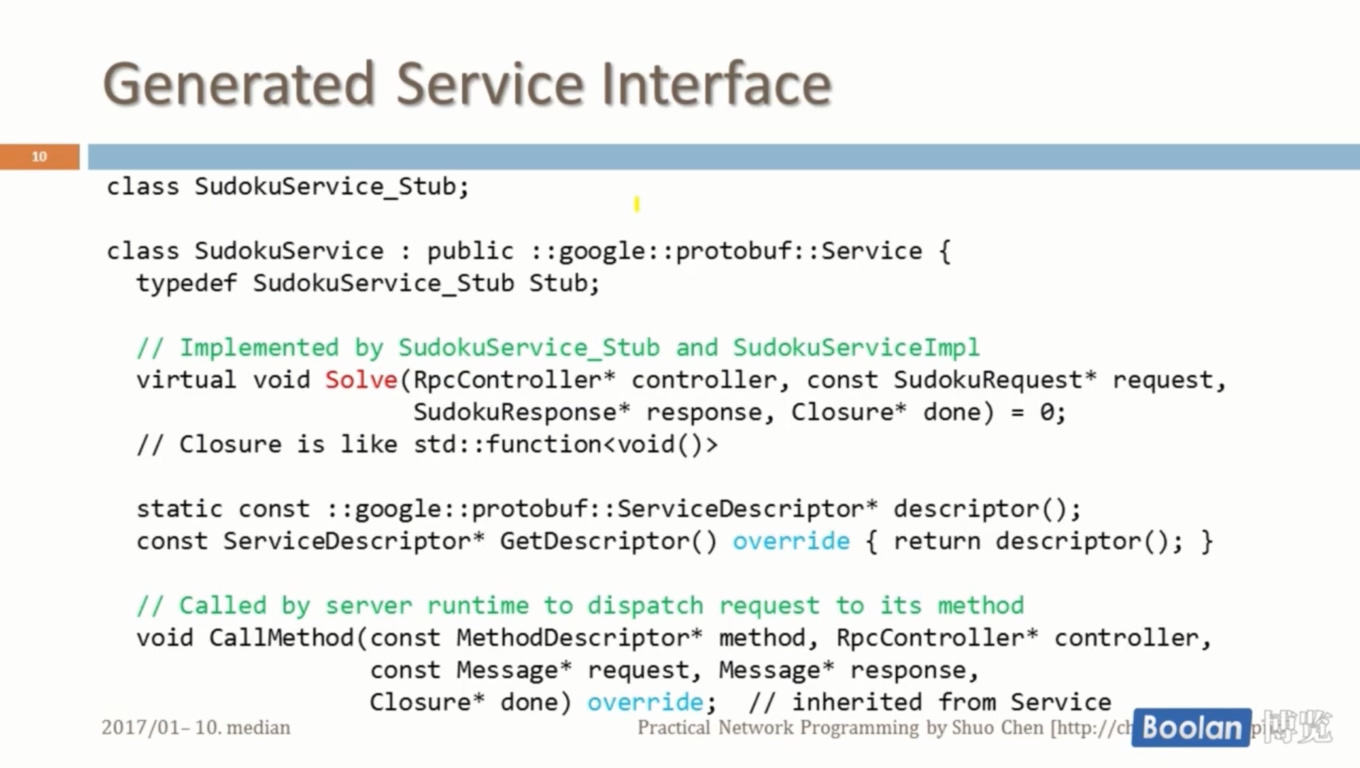 Generated Service Interface
10
class SudokuService_Stub;
class SudokuService : public ::google::protobuf::Service {
typedef SudokuService_Stub Stub;
// Implemented by SudokuService_Stub and SudokuServiceImpl
virtual void Solve(RpcController* controller, const SudokuRequest* request,
SudokuResponse* response, Closure* done) = 0;
// Closure is like std::function<void()>
static const ::google::protobuf::ServiceDescriptor* descriptor();
const ServiceDescriptor* GetDescriptor() override { return descriptor(); }
// Called by server runtime to dispatch request to its method
void CallMethod(const MethodDescriptor* method, RpcController* controller,
const Message* request, Message* response,
Closure* done) override; // inherited from Service
2017/01– 10. median
Practical Network Programming by Shuo Chen [http://ch
Boolan 博览